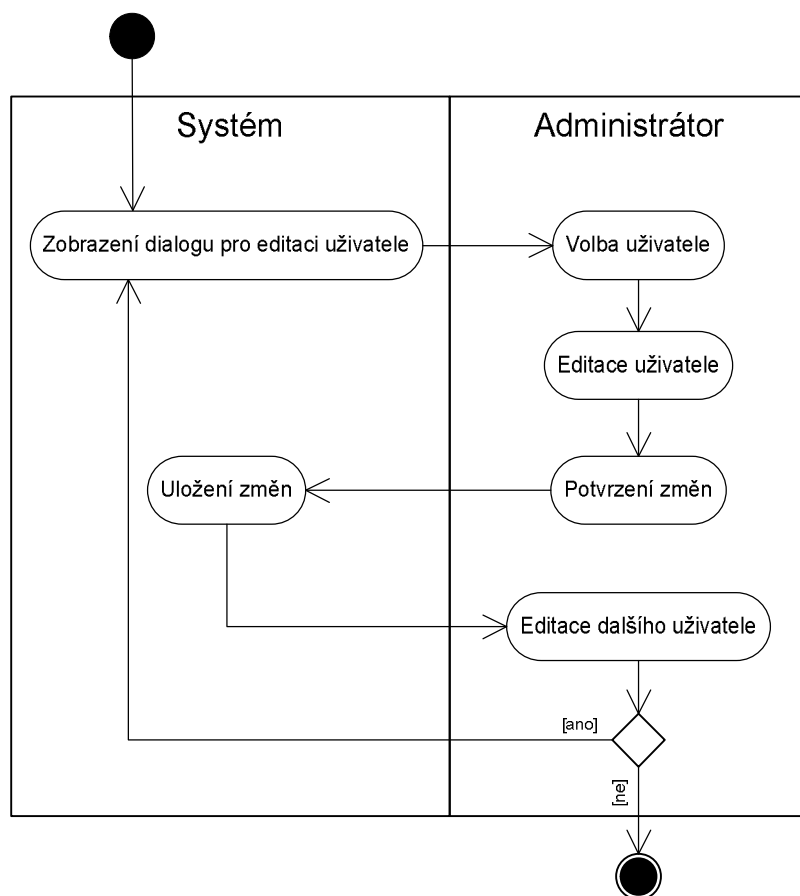 Systém
Administrátor
Zobrazení dialogu pro editaci uživatele
Volba uživatele
Editace uživatele
Uložení změn
Potvrzení změn
Editace dalšího uživatele
[ano]
[ne]